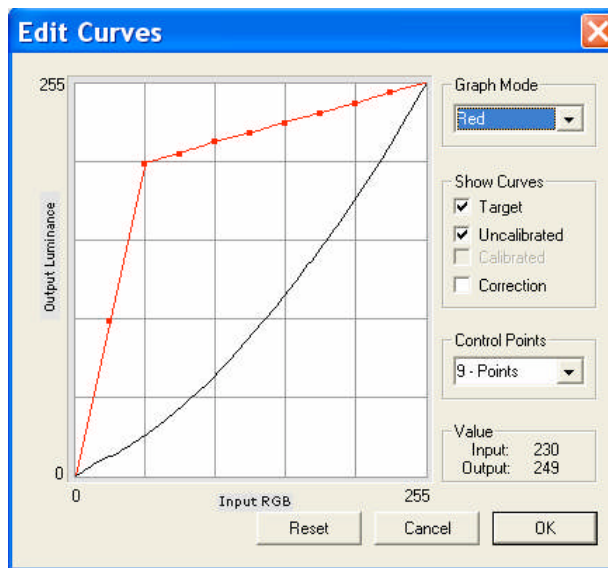 Edit Curves
255
Output Luminance
0
0
Input RGB
255
Graph Mode
Red
Show Curves
Target
Uncalibrated
Calibrated
Correction
Control Points
9 - Points
Value
Input: 230
Output: 249
Reset
Cancel
OK